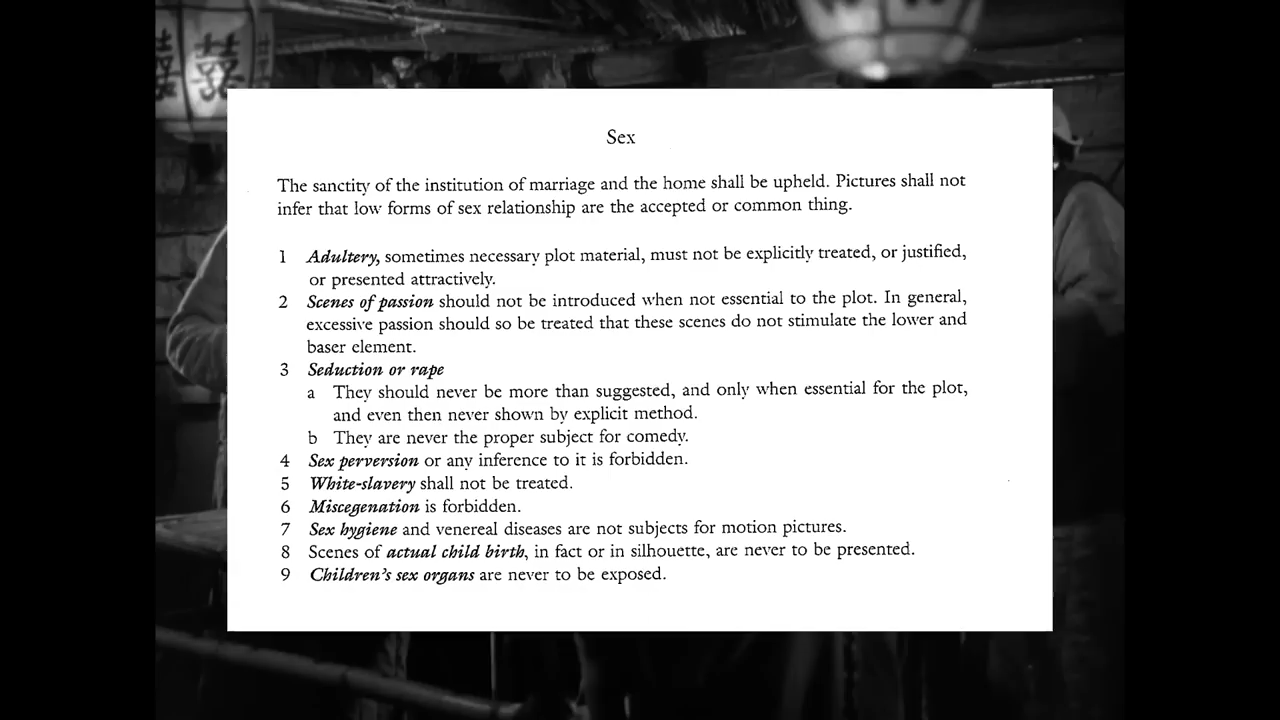 囍 囍
Sex
The sanctity of the institution of marriage and the home shall be upheld. Pictures shall not
infer that low forms of sex relationship are the accepted or common thing.
1 Adultery, sometimes necessary plot material, must not be explicitly treated, or justified,
or presented attractively.
2 Scenes of passion should not be introduced when not essential to the plot. In general,
excessive passion should so be treated that these scenes do not stimulate the lower and
baser element.
3 Seduction or rape
a They should never be more than suggested, and only when essential for the plot,
and even then never shown by explicit method.
b They are never the proper subject for comedy.
4 Sex perversion or any inference to it is forbidden.
5 White-slavery shall not be treated.
6 Miscegenation is forbidden.
7 Sex hygiene and venereal diseases are not subjects for motion pictures.
8 Scenes of actual child birth, in fact or in silhouette, are never to be presented.
9 Children's sex organs are never to be exposed.